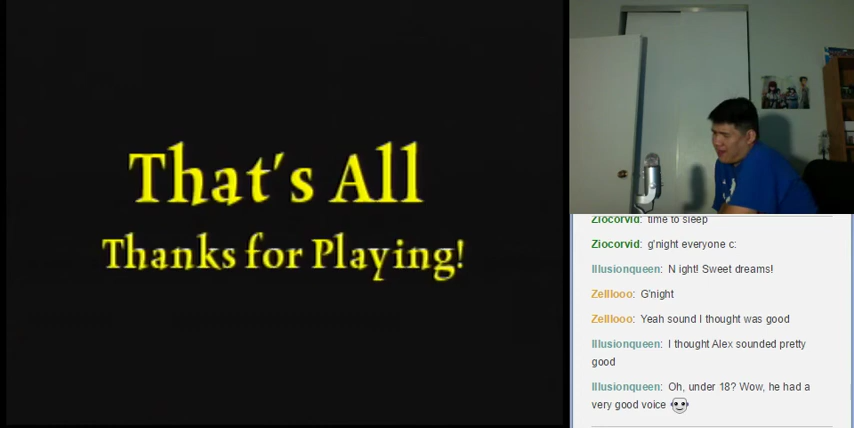 That's All
Thanks for Playing!
Ziocorvid: time to sleep
Ziocorvid: g'night everyone c:
Illusionqueen: N ight! Sweet dreams!
Zelllooo: G'night
Zelllooo: Yeah sound I thought was good
Illusionqueen: I thought Alex sounded pretty
good
Illusionqueen: Oh, under 18? Wow, he had a
very good voice